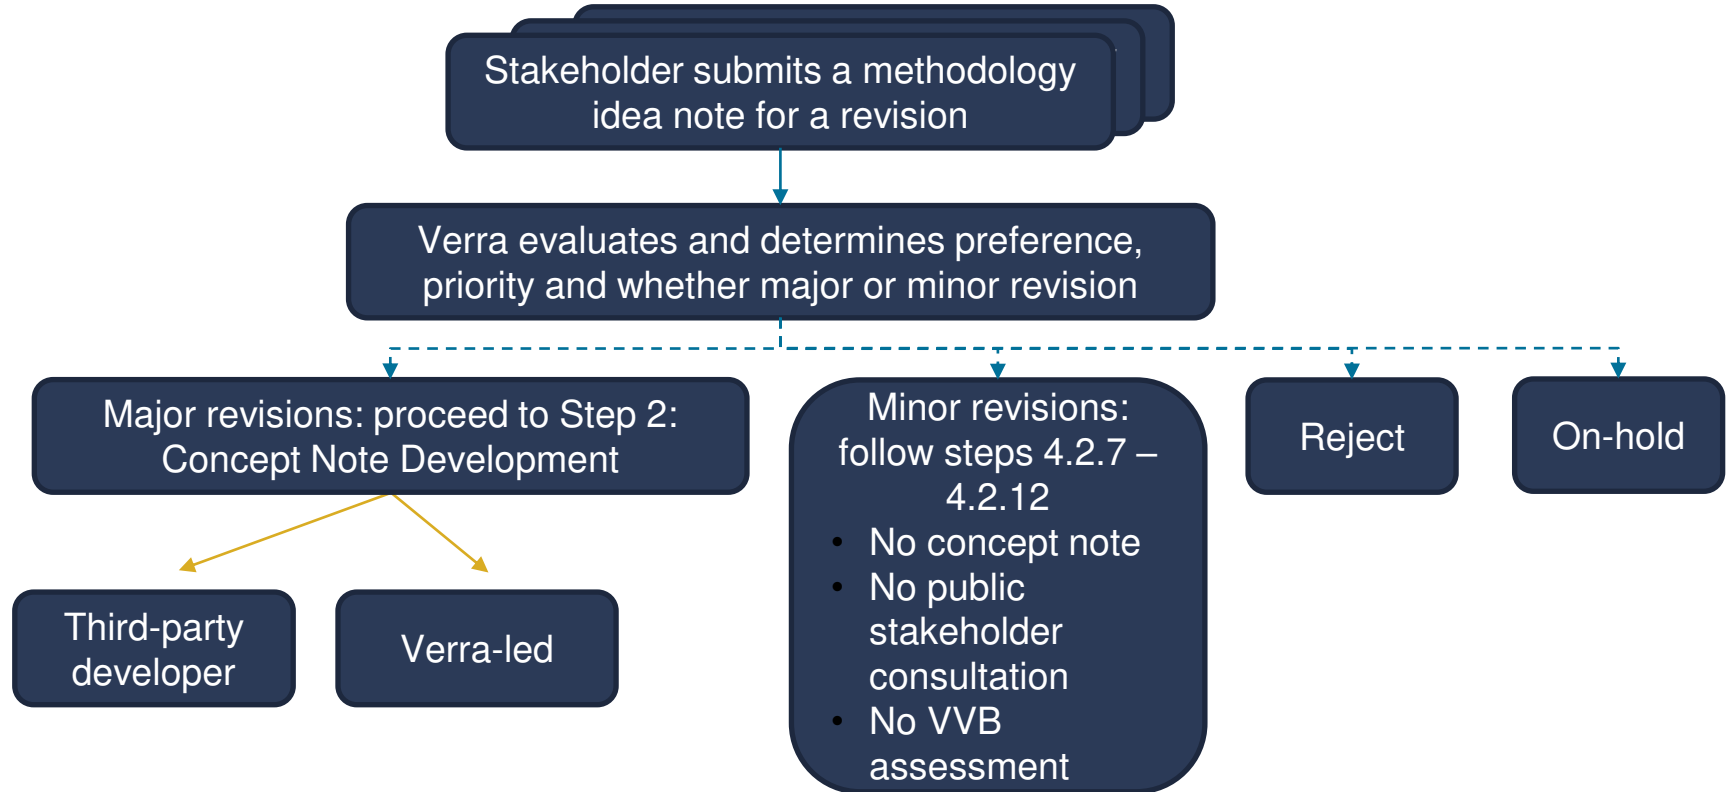 Stakeholder submits a methodology
idea note for a revision
Verra evaluates and determines preference,
priority and whether major or minor revision
Major revisions: proceed to Step 2:
Concept Note Development
Minor revisions:
follow steps 4.2.7 –
4.2.12
• No concept note
• No public
stakeholder
consultation
• No VVB
assessment
Reject
On-hold
Third-party
developer
Verra-led